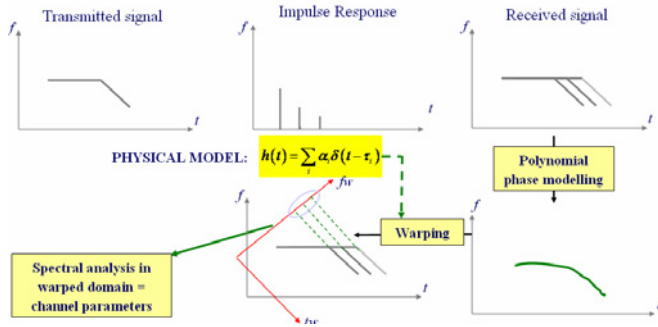 Transmitted signal
Impulse Response
Received signal
f
f
f
t
t
t
PHYSICAL MODEL: h(t) = ∑ αᵢδ(t − τᵢ)
i
Polynomial
phase modelling
f
fw
f
Warping
Spectral analysis in
warped domain =
channel parameters
t
t
tw